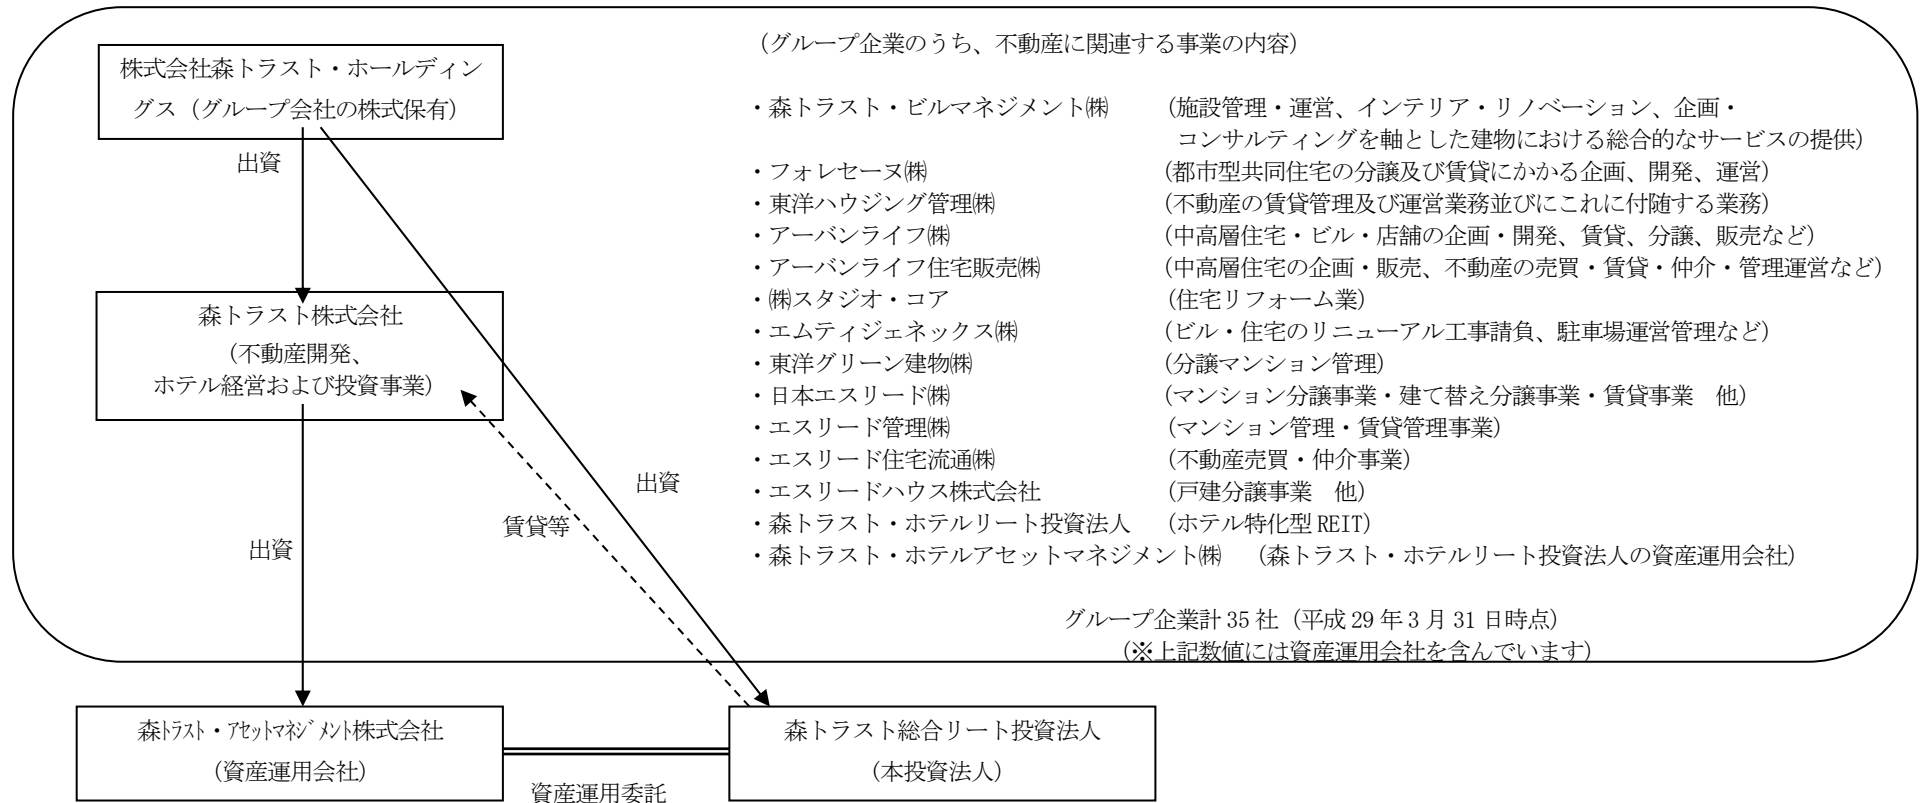 株式会社森トラスト・ホールディン
グス（グループ会社の株式保有）
出資
森トラスト株式会社
（不動産開発、
ホテル経営および投資事業）
出資
賃貸等
出資
（グループ企業のうち、不動産に関連する事業の内容）
・森トラスト・ビルマネジメント㈱　（施設管理・運営、インテリア・リノベーション、企画・
コンサルティングを軸とした建物における総合的なサービスの提供）
・フォレセーヌ㈱　（都市型共同住宅の分譲及び賃貸にかかる企画、開発、運営）
・東洋ハウジング管理㈱　（不動産の賃貸管理及び運営業務並びにこれに付随する業務）
・アーバンライフ㈱　（中高層住宅・ビル・店舗の企画・開発、賃貸、分譲、販売など）
・アーバンライフ住宅販売㈱　（中高層住宅の企画・販売、不動産の売買・賃貸・仲介・管理運営など）
・㈱スタジオ・コア　（住宅リフォーム業）
・エムティジェネックス㈱　（ビル・住宅のリニューアル工事請負、駐車場運営管理など）
・東洋グリーン建物㈱　（分譲マンション管理）
・日本エスリード㈱　（マンション分譲事業・建て替え分譲事業・賃貸事業　他）
・エスリード管理㈱　（マンション管理・賃貸管理事業）
・エスリード住宅流通㈱　（不動産売買・仲介事業）
・エスリードハウス株式会社　（戸建分譲事業　他）
・森トラスト・ホテルリート投資法人　（ホテル特化型 REIT）
・森トラスト・ホテルアセットマネジメント㈱　（森トラスト・ホテルリート投資法人の資産運用会社）
グループ企業計 35 社（平成 29 年 3 月 31 日時点）
（※上記数値には資産運用会社を含んでいます）
森ﾄﾗｽﾄ・ｱｾｯﾄﾏﾈｼﾞﾒﾝﾄ株式会社
（資産運用会社）
資産運用委託
森トラスト総合リート投資法人
（本投資法人）